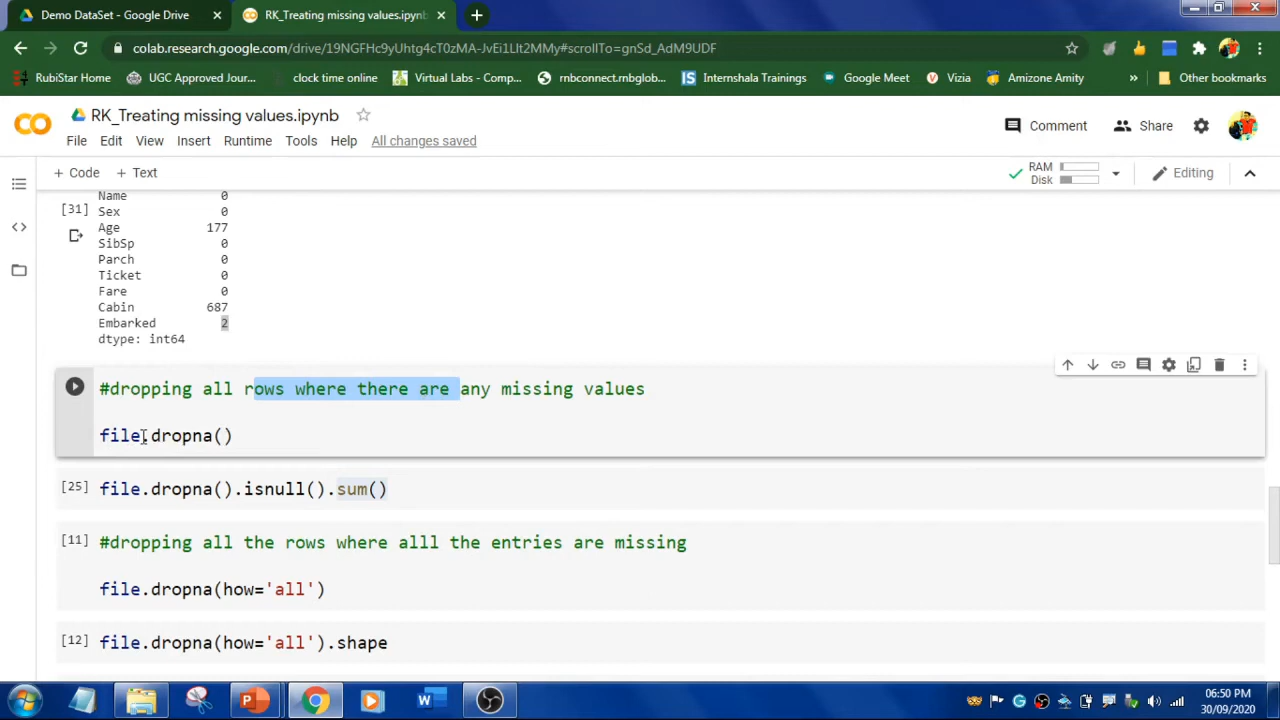 Demo DataSet - Google Drive
RK_Treating missing values.ipynb
colab.research.google.com/drive/19NGFHc9yUhtg4cT0zMA-JvEi1LIt2MMy#scrollTo=gnSd_AdM9UDF
RubiStar Home
UGC Approved Jour...
clock time online
Virtual Labs - Comp...
rnbconnect.rnbglob...
Internshala Trainings
Google Meet
Vizia
Amizone Amity
»
Other bookmarks
RK_Treating missing values.ipynb
File Edit View Insert Runtime Tools Help All changes saved
Comment
Share
+ Code + Text
RAM
Disk
Editing
Name 0
[31] Sex 0
Age 177
SibSp 0
Parch 0
Ticket 0
Fare 0
Cabin 687
Embarked 2
dtype: int64
#dropping all rows where there are any missing values
file.dropna()
[25] file.dropna().isnull().sum()
[11] #dropping all the rows where alll the entries are missing
file.dropna(how='all')
[12] file.dropna(how='all').shape
06:50 PM
30/09/2020